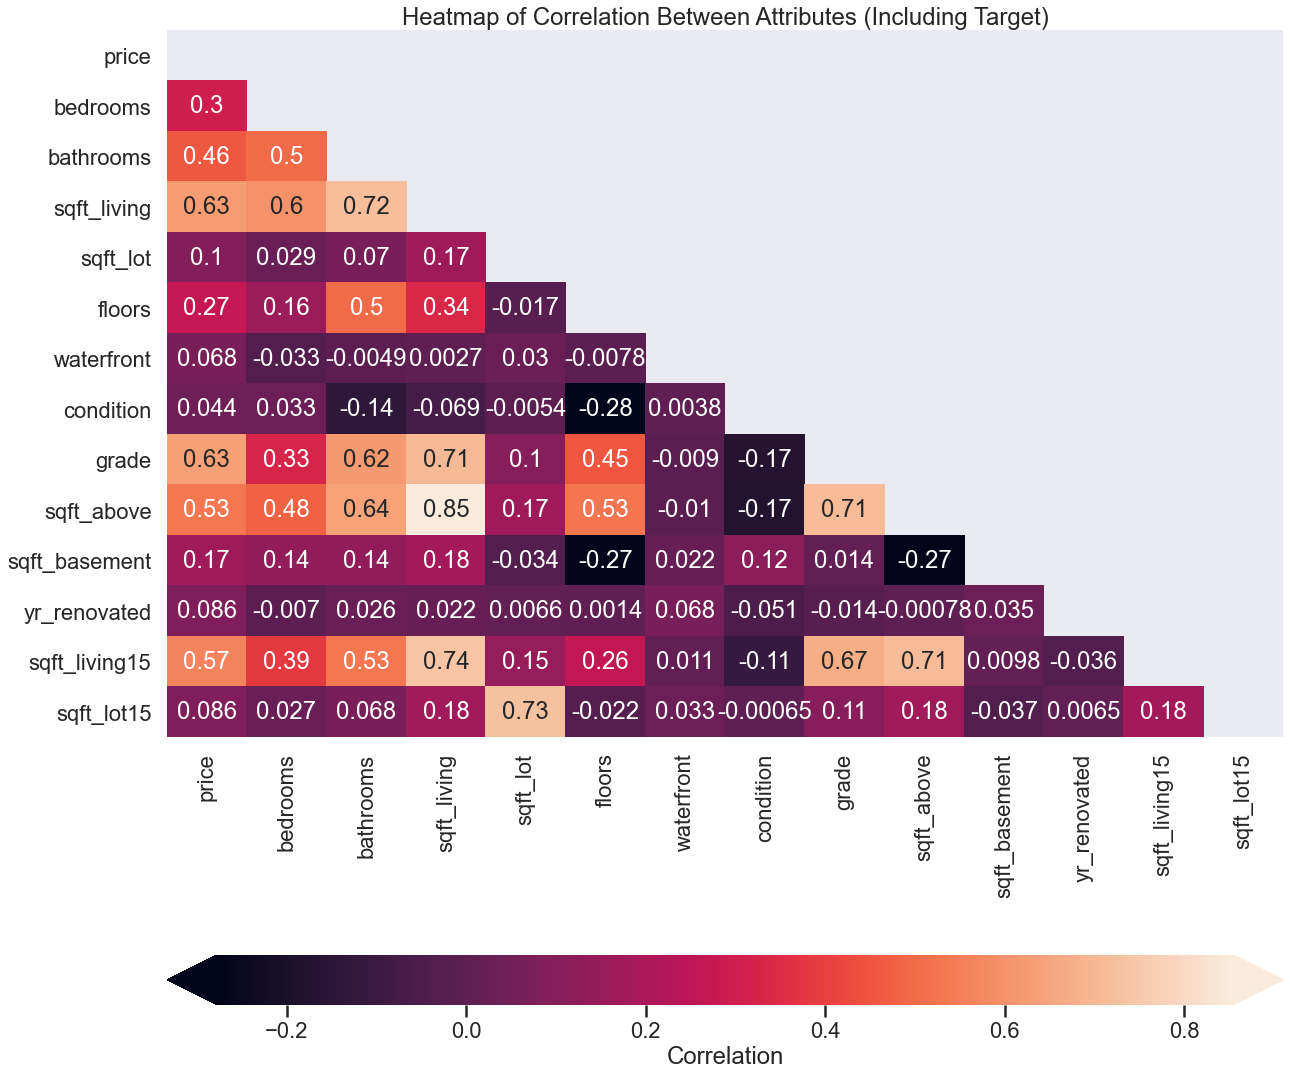 Heatmap of Correlation Between Attributes (Including Target)
price
bedrooms 0.3
bathrooms 0.46 0.5
sqft_living 0.63 0.6 0.72
sqft_lot 0.1 0.029 0.07 0.17
floors 0.27 0.16 0.5 0.34 -0.017
waterfront 0.068 -0.033 -0.0049 0.0027 0.03 -0.0078
condition 0.044 0.033 -0.14 -0.069 -0.0054 -0.28 0.0038
grade 0.63 0.33 0.62 0.71 0.1 0.45 -0.009 -0.17
sqft_above 0.53 0.48 0.64 0.85 0.17 0.53 -0.01 -0.17 0.71
sqft_basement 0.17 0.14 0.14 0.18 -0.034 -0.27 0.022 0.12 0.014 -0.27
yr_renovated 0.086 -0.007 0.026 0.022 0.0066 0.0014 0.068 -0.051 -0.014 -0.00078 0.035
sqft_living15 0.57 0.39 0.53 0.74 0.15 0.26 0.011 -0.11 0.67 0.71 0.0098 -0.036
sqft_lot15 0.086 0.027 0.068 0.18 0.73 -0.022 0.033 -0.00065 0.11 0.18 -0.037 0.0065 0.18
price bedrooms bathrooms sqft_living sqft_lot floors waterfront condition grade sqft_above sqft_basement yr_renovated sqft_living15 sqft_lot15
−0.2 0.0 0.2 0.4 0.6 0.8
Correlation